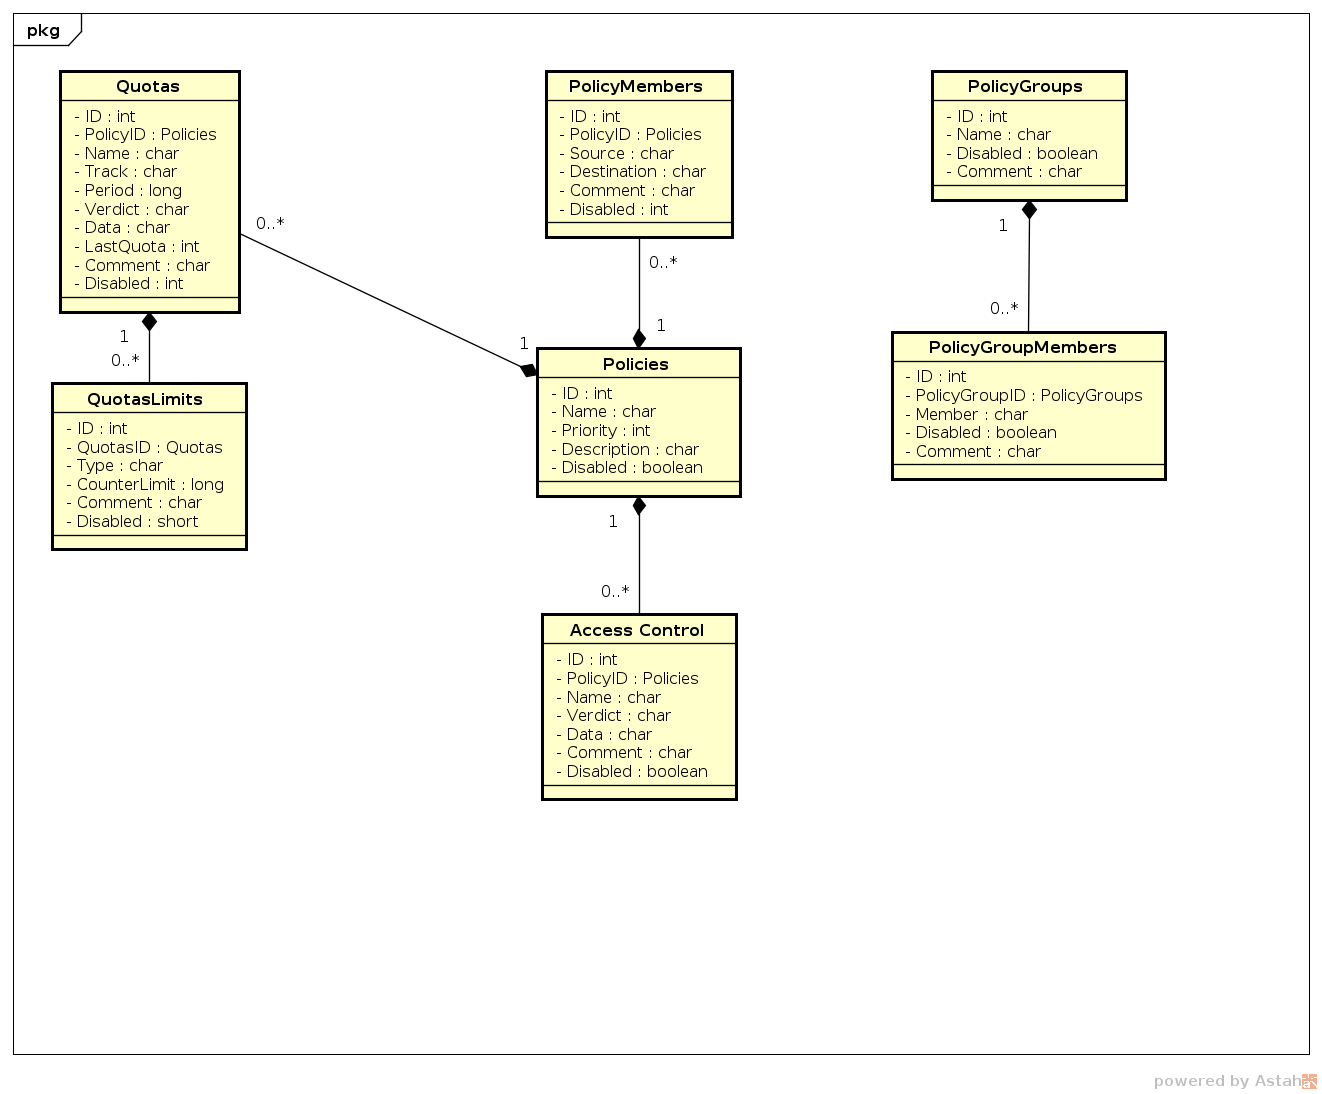 pkg
Quotas
- ID : int
- PolicyID : Policies
- Name : char
- Track : char
- Period : long
- Verdict : char
- Data : char
- LastQuota : int
- Comment : char
- Disabled : int
0..*
1
1
0..*
QuotasLimits
- ID : int
- QuotasID : Quotas
- Type : char
- CounterLimit : long
- Comment : char
- Disabled : short
PolicyMembers
- ID : int
- PolicyID : Policies
- Source : char
- Destination : char
- Comment : char
- Disabled : int
0..*
1
Policies
- ID : int
- Name : char
- Priority : int
- Description : char
- Disabled : boolean
1
0..*
Access Control
- ID : int
- PolicyID : Policies
- Name : char
- Verdict : char
- Data : char
- Comment : char
- Disabled : boolean
PolicyGroups
- ID : int
- Name : char
- Disabled : boolean
- Comment : char
1
0..*
PolicyGroupMembers
- ID : int
- PolicyGroupID : PolicyGroups
- Member : char
- Disabled : boolean
- Comment : char
powered by Astah